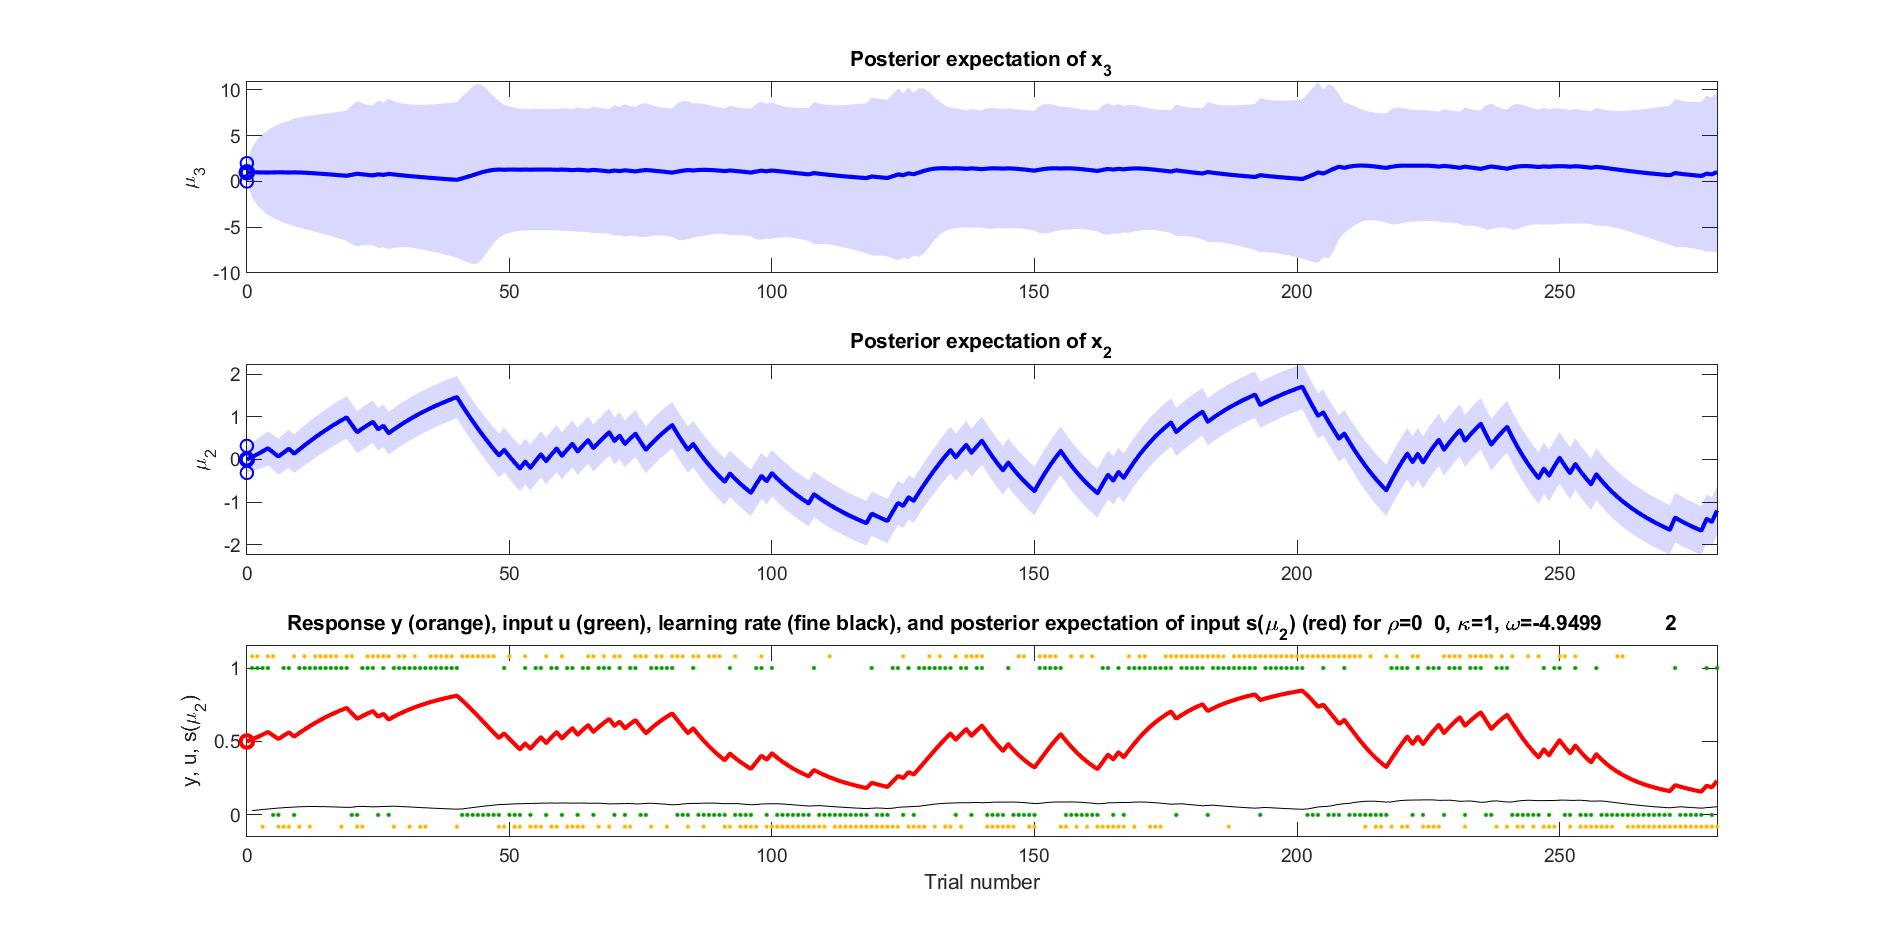 Posterior expectation of x₃
μ₃
10
5
0
-5
-10
0 50 100 150 200 250
Posterior expectation of x₂
μ₂
2
1
0
-1
-2
0 50 100 150 200 250
Response y (orange), input u (green), learning rate (fine black), and posterior expectation of input s(μ₂) (red) for ρ=0 0, κ=1, ω=-4.9499 2
y, u, s(μ₂)
1
0.5
0
0 50 100 150 200 250
Trial number